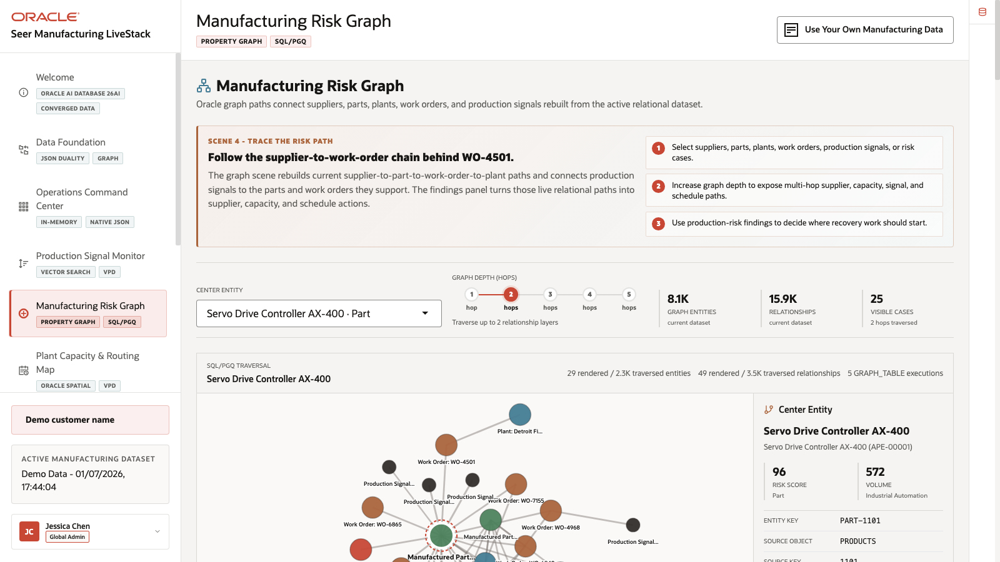 ORACLE
Seer Manufacturing LiveStack
Welcome
ORACLE AI DATABASE 26AI
CONVERGED DATA
Data Foundation
JSON DUALITY
GRAPH
Operations Command
Center
IN-MEMORY
NATIVE JSON
Production Signal Monitor
VECTOR SEARCH
VPD
Manufacturing Risk Graph
PROPERTY GRAPH
SQL/PGQ
Plant Capacity & Routing
Map
ORACLE SPATIAL
VPD
Demo customer name
ACTIVE MANUFACTURING DATASET
Demo Data - 01/07/2026,
17:44:04
JC
Jessica Chen
Global Admin
Manufacturing Risk Graph
PROPERTY GRAPH
SQL/PGQ
Use Your Own Manufacturing Data
Manufacturing Risk Graph
Oracle graph paths connect suppliers, parts, plants, work orders, and production signals rebuilt from the active relational dataset.
SCENE 4 - TRACE THE RISK PATH
Follow the supplier-to-work-order chain behind WO-4501.
The graph scene rebuilds current supplier-to-part-to-work-order-to-plant paths and connects production
signals to the parts and work orders they support. The findings panel turns those live relational paths into
supplier, capacity, and schedule actions.
1
Select suppliers, parts, plants, work orders, production signals, or risk
cases.
2
Increase graph depth to expose multi-hop supplier, capacity, signal, and
schedule paths.
3
Use production-risk findings to decide where recovery work should start.
CENTER ENTITY
Servo Drive Controller AX-400 · Part
GRAPH DEPTH (HOPS)
1
hop
2
hops
3
hops
4
hops
5
hops
Traverse up to 2 relationship layers
8.1K
GRAPH ENTITIES
current dataset
15.9K
RELATIONSHIPS
current dataset
25
VISIBLE CASES
2 hops traversed
SQL/PGQ TRAVERSAL
Servo Drive Controller AX-400
29 rendered / 2.3K traversed entities
49 rendered / 3.5K traversed relationships
5 GRAPH_TABLE executions
Plant: Detroit Fi...
Work Order: WO-4501
Production Signal...
Production Signal...
Production Signal...
Work Order: WO-7155
Work Order: WO-6865
Work Order: WO-4968
Manufactured Part...
Production Signal...
Manufactured Part...
Center Entity
Servo Drive Controller AX-400
Servo Drive Controller AX-400 (APE-00001)
96
RISK SCORE
Part
572
VOLUME
Industrial Automation
ENTITY KEY
PART-1101
SOURCE OBJECT
PRODUCTS
SOURCE KEY
1101